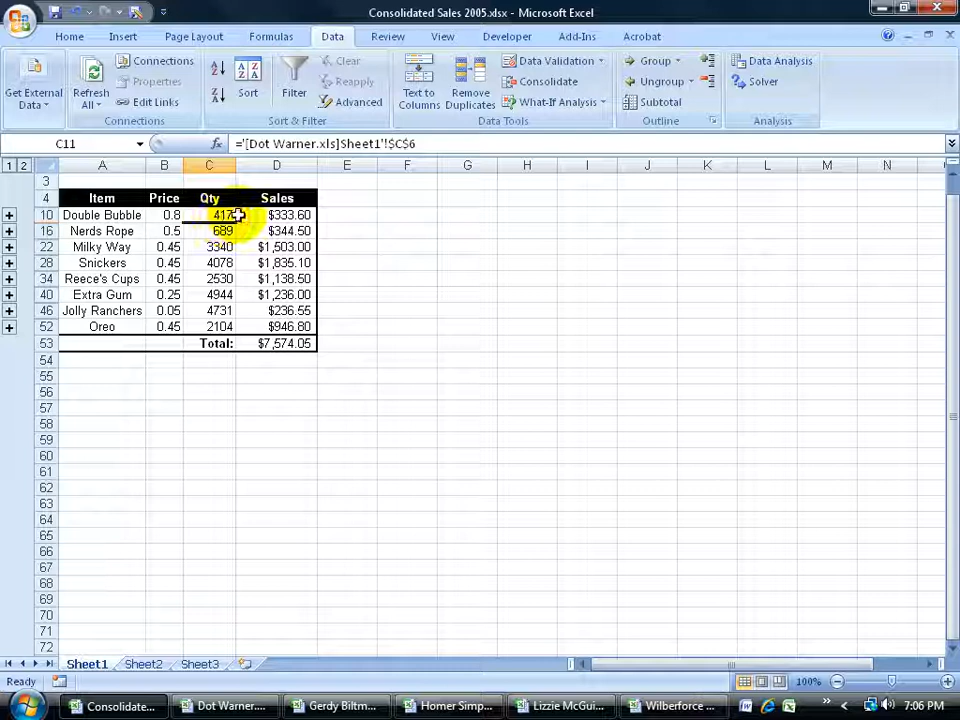 Consolidated Sales 2005.xlsx - Microsoft Excel
Home Insert Page Layout Formulas Data Review View Developer Add-Ins Acrobat
Get External Data
Refresh All
Connections
Properties
Edit Links
Connections
Sort
Filter
Clear
Reapply
Advanced
Sort & Filter
Text to Columns
Remove Duplicates
Data Validation
Consolidate
What-If Analysis
Data Tools
Group
Ungroup
Subtotal
Outline
Data Analysis
Solver
Analysis
C11 fx ='[Dot Warner.xls]Sheet1'!$C$6
1 2 A B C D E F G H I J K L M N
3
4 Item Price Qty Sales
10 Double Bubble 0.8 417 $333.60
16 Nerds Rope 0.5 689 $344.50
22 Milky Way 0.45 3340 $1,503.00
28 Snickers 0.45 4078 $1,835.10
34 Reece's Cups 0.45 2530 $1,138.50
40 Extra Gum 0.25 4944 $1,236.00
46 Jolly Ranchers 0.05 4731 $236.55
52 Oreo 0.45 2104 $946.80
53 Total: $7,574.05
54
55
56
57
58
59
60
61
62
63
64
65
66
67
68
69
70
71
72
Sheet1 Sheet2 Sheet3
Ready 100%
Consolidate... Dot Warner.... Gerdy Biltm... Homer Simp... Lizzie McGui... Wilberforce ... 7:06 PM